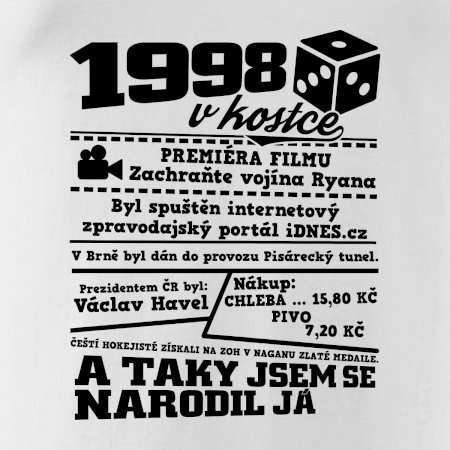 1998
v kostce
PREMIÉRA FILMU
Zachraňte vojína Ryana
Byl spuštěn internetový
zpravodajský portál iDNES.cz
V Brně byl dán do provozu Pisárecký tunel.
Prezidentem ČR byl:
Václav Havel
Nákup:
CHLEBA ... 15,80 KČ
PIVO
7,20 KČ
ČEŠTÍ HOKEJISTÉ ZÍSKALI NA ZOH V NAGANU ZLATÉ MEDAILE.
A TAKY JSEM SE
NARODIL JÁ